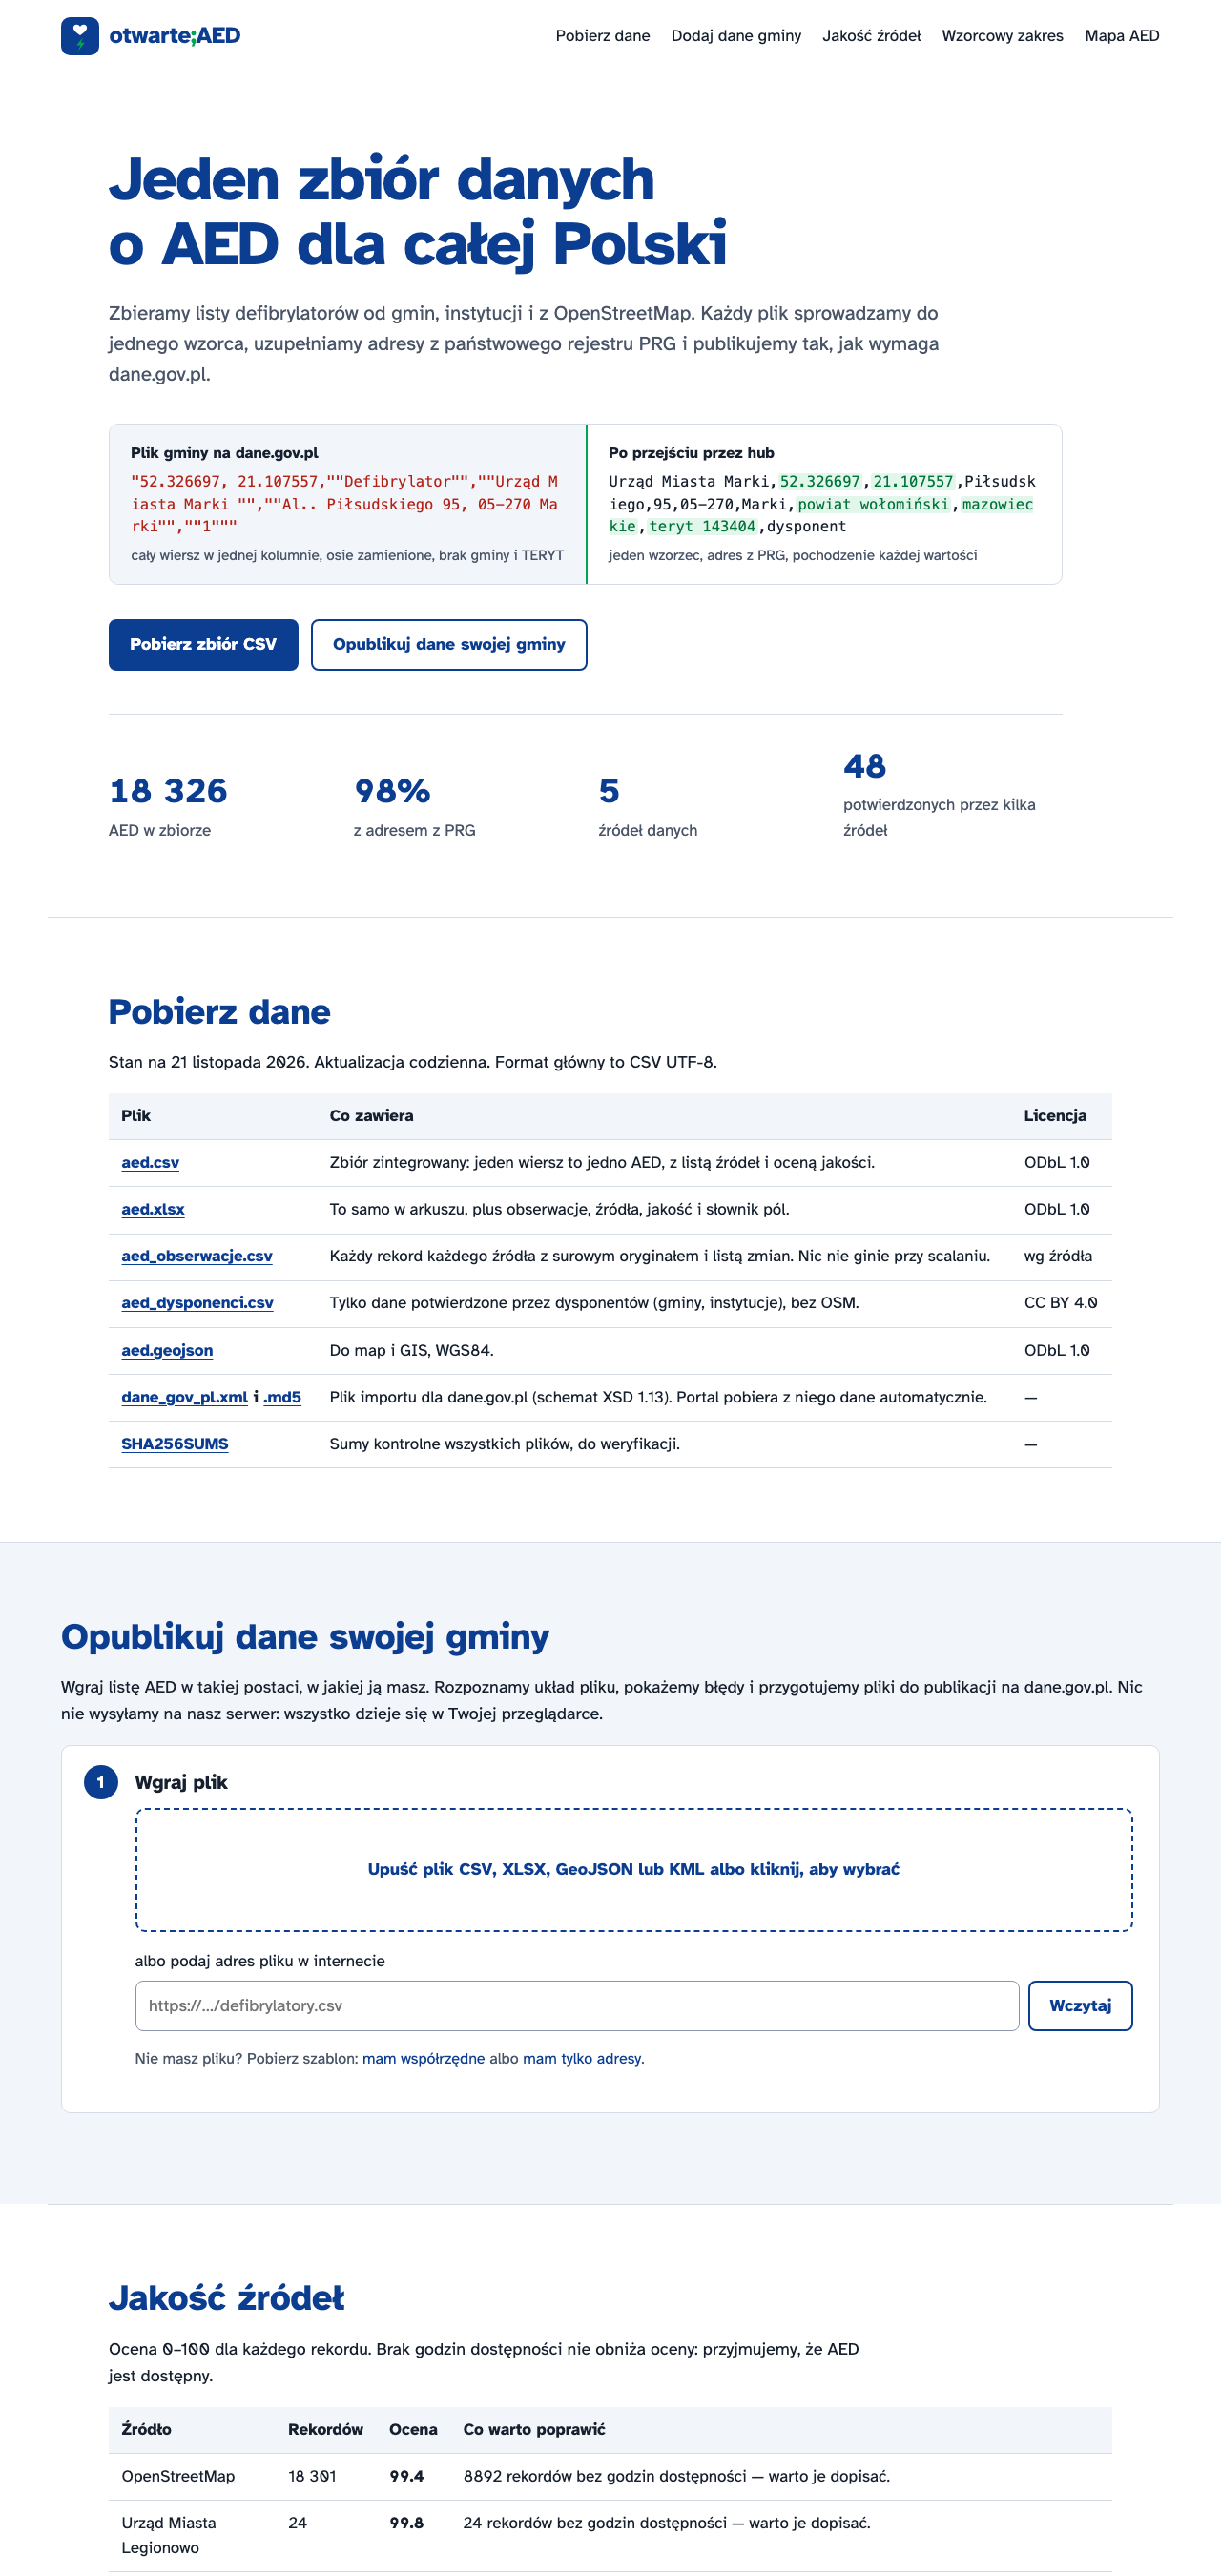 otwarte;AED
Pobierz dane Dodaj dane gminy Jakość źródeł Wzorcowy zakres Mapa AED
Jeden zbiór danych
o AED dla całej Polski
Zbieramy listy defibrylatorów od gmin, instytucji i z OpenStreetMap. Każdy plik sprowadzamy do
jednego wzorca, uzupełniamy adresy z państwowego rejestru PRG i publikujemy tak, jak wymaga
dane.gov.pl.
Plik gminy na dane.gov.pl
"52.326697, 21.107557,""Defibrylator"",""Urząd M
iasta Marki "",""Al.. Piłsudskiego 95, 05-270 Ma
rki"",""1"""
cały wiersz w jednej kolumnie, osie zamienione, brak gminy i TERYT
Po przejściu przez hub
Urząd Miasta Marki,52.326697,21.107557,Piłsudsk
iego,95,05-270,Marki,powiat wołomiński,mazowiec
kie,teryt 143404,dysponent
jeden wzorzec, adres z PRG, pochodzenie każdej wartości
Pobierz zbiór CSV
Opublikuj dane swojej gminy
18 326
AED w zbiorze
98%
z adresem z PRG
5
źródeł danych
48
potwierdzonych przez kilka
źródeł
Pobierz dane
Stan na 21 listopada 2026. Aktualizacja codzienna. Format główny to CSV UTF-8.
Plik Co zawiera Licencja
aed.csv Zbiór zintegrowany: jeden wiersz to jedno AED, z listą źródeł i oceną jakości. ODbL 1.0
aed.xlsx To samo w arkuszu, plus obserwacje, źródła, jakość i słownik pól. ODbL 1.0
aed_obserwacje.csv Każdy rekord każdego źródła z surowym oryginałem i listą zmian. Nic nie ginie przy scalaniu. wg źródła
aed_dysponenci.csv Tylko dane potwierdzone przez dysponentów (gminy, instytucje), bez OSM. CC BY 4.0
aed.geojson Do map i GIS, WGS84. ODbL 1.0
dane_gov_pl.xml i .md5 Plik importu dla dane.gov.pl (schemat XSD 1.13). Portal pobiera z niego dane automatycznie. —
SHA256SUMS Sumy kontrolne wszystkich plików, do weryfikacji. —
Opublikuj dane swojej gminy
Wgraj listę AED w takiej postaci, w jakiej ją masz. Rozpoznamy układ pliku, pokażemy błędy i przygotujemy pliki do publikacji na dane.gov.pl. Nic
nie wysyłamy na nasz serwer: wszystko dzieje się w Twojej przeglądarce.
1 Wgraj plik
Upuść plik CSV, XLSX, GeoJSON lub KML albo kliknij, aby wybrać
albo podaj adres pliku w internecie
https://.../defibrylatory.csv
Wczytaj
Nie masz pliku? Pobierz szablon: mam współrzędne albo mam tylko adresy.
Jakość źródeł
Ocena 0–100 dla każdego rekordu. Brak godzin dostępności nie obniża oceny: przyjmujemy, że AED
jest dostępny.
Źródło Rekordów Ocena Co warto poprawić
OpenStreetMap 18 301 99.4 8892 rekordów bez godzin dostępności — warto je dopisać.
Urząd Miasta
Legionowo 24 99.8 24 rekordów bez godzin dostępności — warto je dopisać.